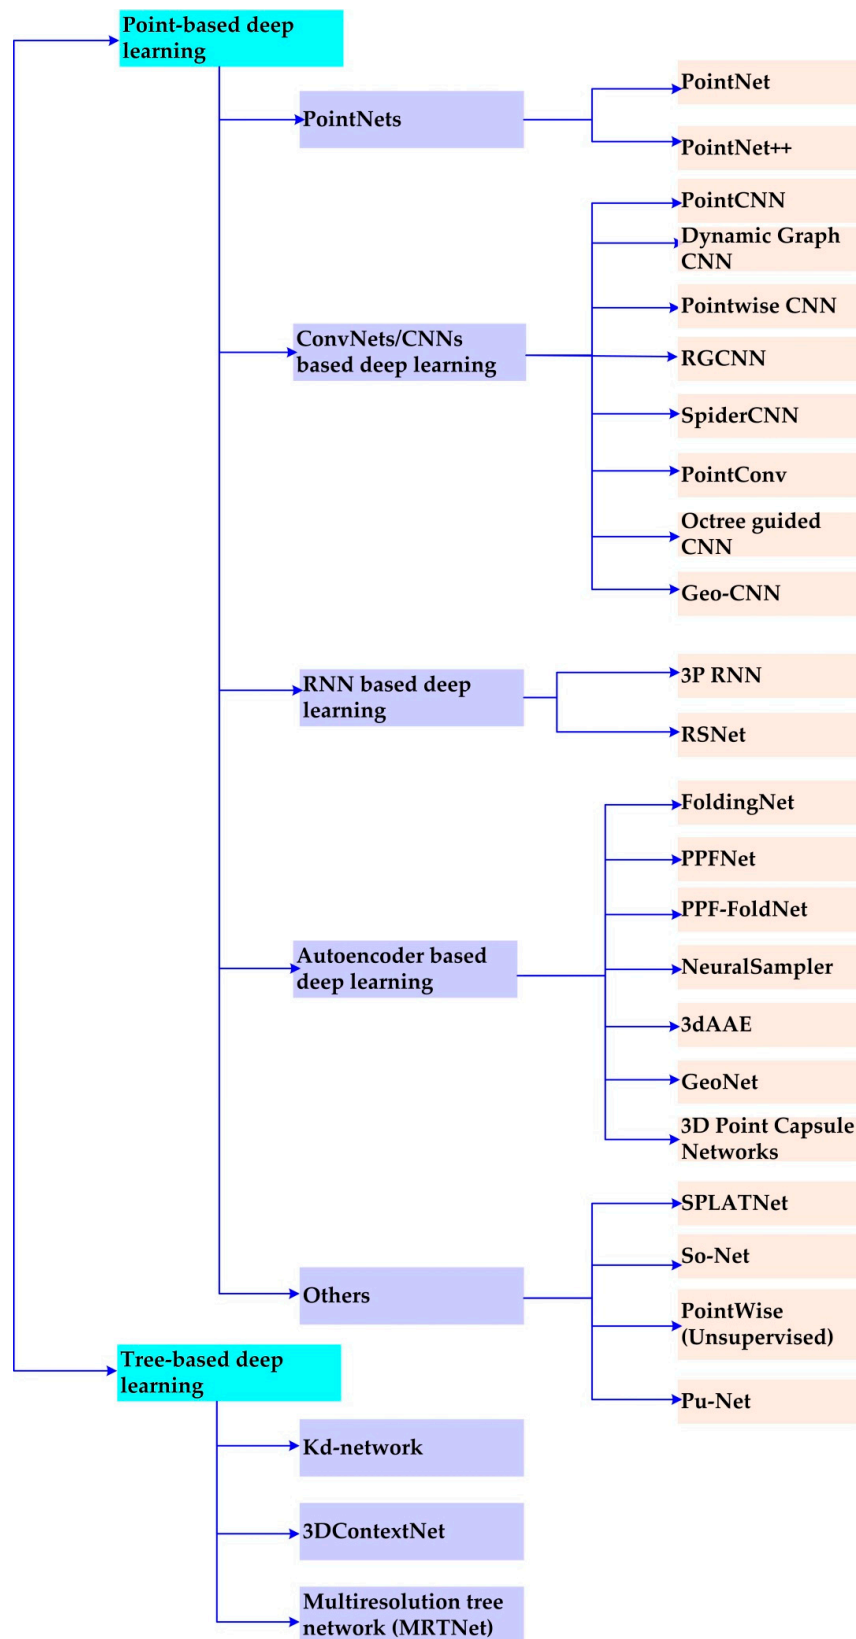 Point-based deep
learning
PointNets
PointNet
PointNet++
ConvNets/CNNs
based deep learning
PointCNN
Dynamic Graph
CNN
Pointwise CNN
RGCNN
SpiderCNN
PointConv
Octree guided
CNN
Geo-CNN
RNN based deep
learning
3P RNN
RSNet
Autoencoder based
deep learning
FoldingNet
PPFNet
PPF-FoldNet
NeuralSampler
3dAAE
GeoNet
3D Point Capsule
Networks
Others
SPLATNet
So-Net
PointWise
(Unsupervised)
Pu-Net
Tree-based deep
learning
Kd-network
3DContextNet
Multiresolution tree
network (MRTNet)